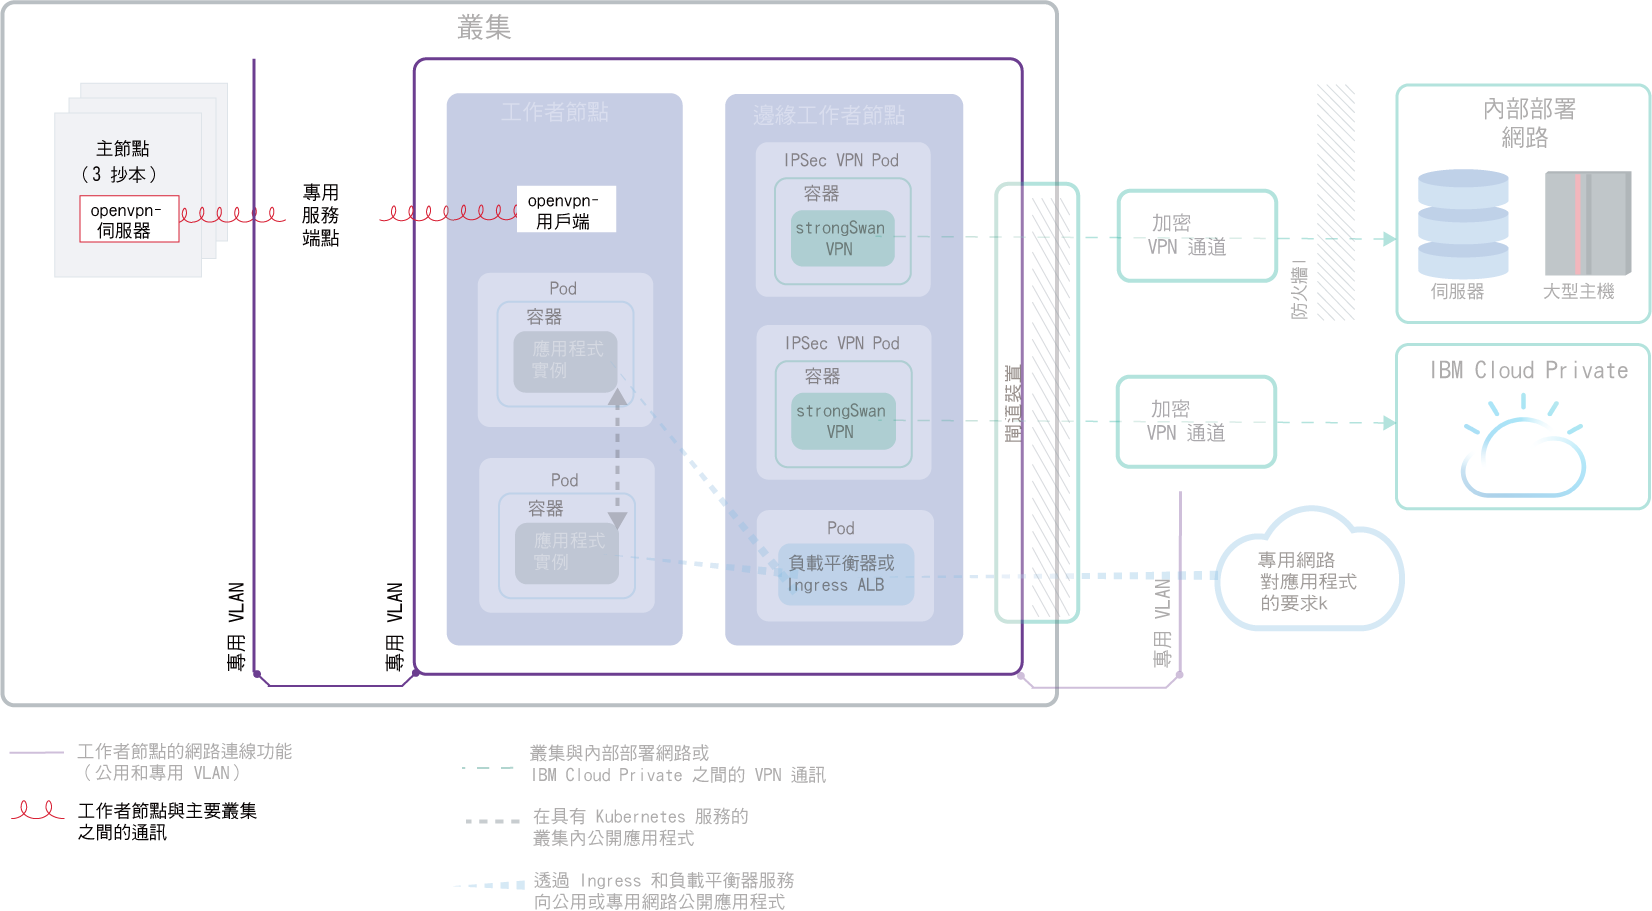 叢集
主節點
（3 抄本）
openvpn-
伺服器
專用
服務
端點
工作者節點
openvpn-
用戶端
Pod
容器
應用程式
實例
Pod
容器
應用程式
實例
邊緣工作者節點
IPSec VPN Pod
容器
strongSwan
VPN
IPSec VPN Pod
容器
strongSwan
VPN
Pod
負載平衡器或
Ingress ALB
閘道裝置
加密
VPN 通道
加密
VPN 通道
防火牆l
內部部署
網路
伺服器
大型主機
IBM Cloud Private
專用網路
對應用程式
的要求k
專用 VLAN
專用 VLAN
專用 VLAN
工作者節點的網路連線功能
（公用和專用 VLAN）
工作者節點與主要叢集
之間的通訊
叢集與內部部署網路或
IBM Cloud Private 之間的 VPN 通訊
在具有 Kubernetes 服務的
叢集內公開應用程式
透過 Ingress 和負載平衡器服務
向公用或專用網路公開應用程式